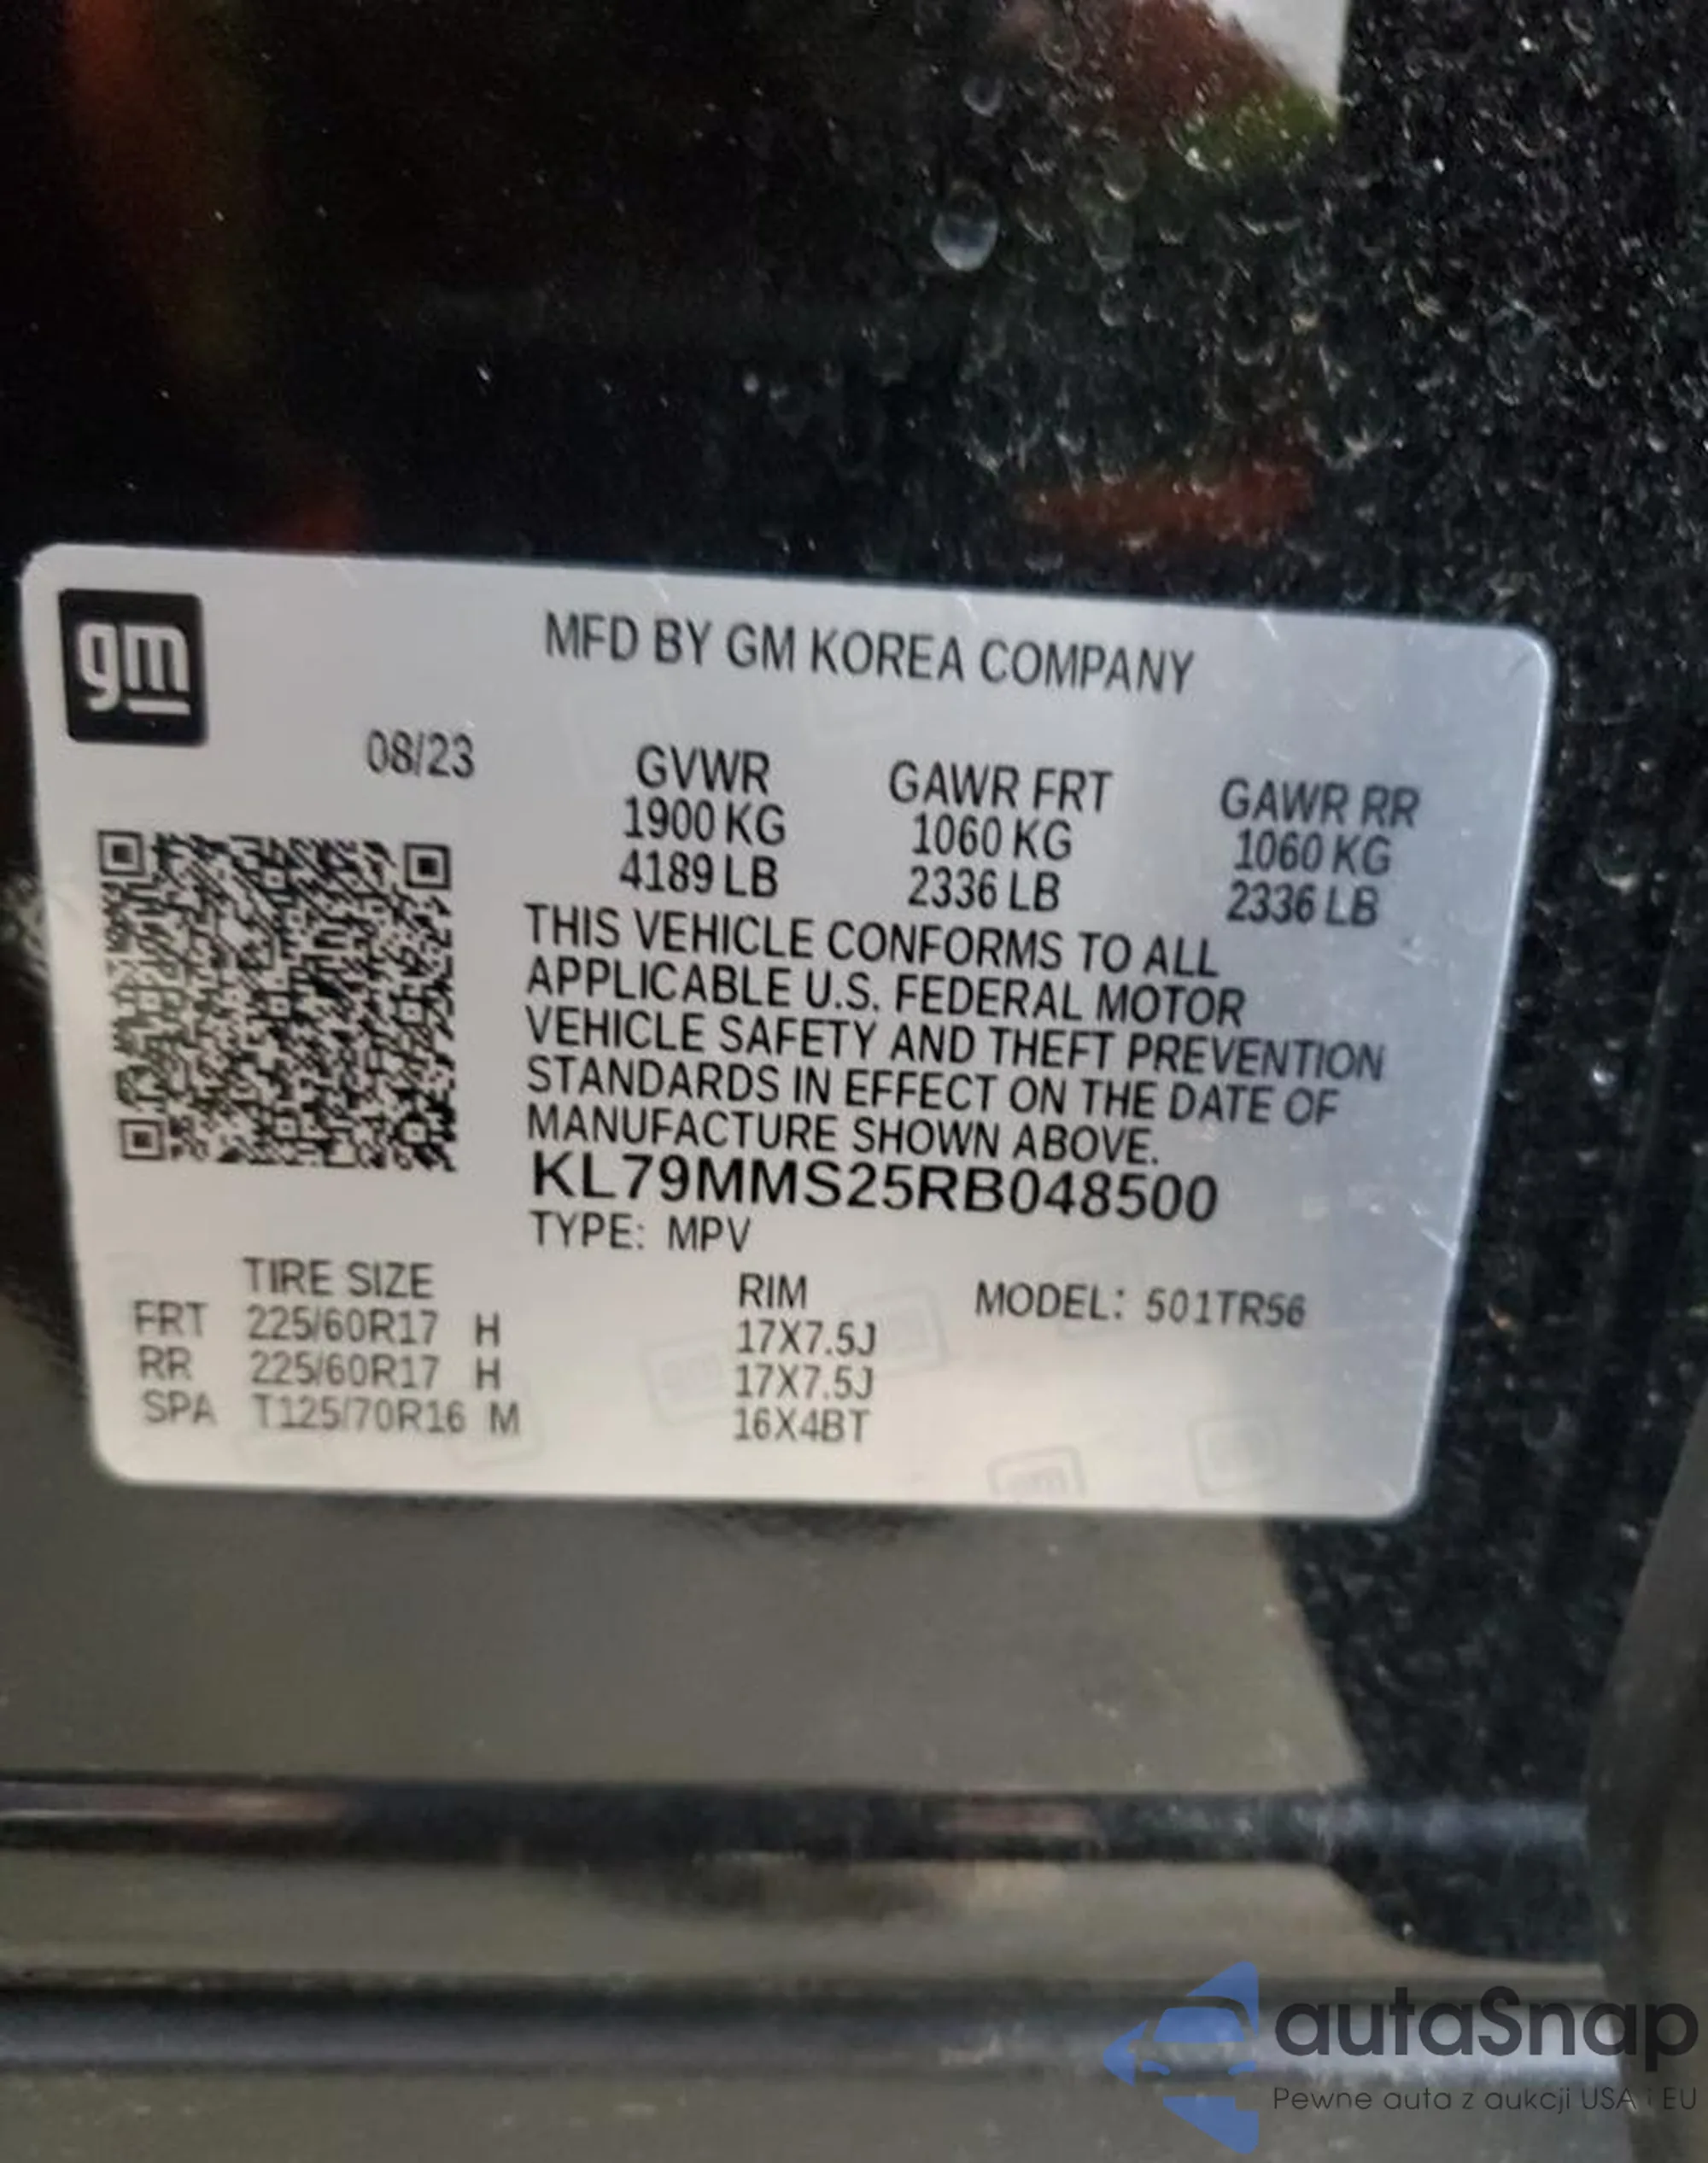 gm
MFD BY GM KOREA COMPANY
08/23
GVWR GAWR FRT GAWR RR
1900 KG 1060 KG 1060 KG
4189 LB 2336 LB 2336 LB
THIS VEHICLE CONFORMS TO ALL
APPLICABLE U.S. FEDERAL MOTOR
VEHICLE SAFETY AND THEFT PREVENTION
STANDARDS IN EFFECT ON THE DATE OF
MANUFACTURE SHOWN ABOVE.
KL79MMS25RB048500
TYPE: MPV
TIRE SIZE RIM MODEL: 501TR56
FRT 225/60R17 H 17X7.5J
RR 225/60R17 H 17X7.5J
SPA T125/70R16 M 16X4BT
autaSnap
Pewne auta z aukcji USA i EU